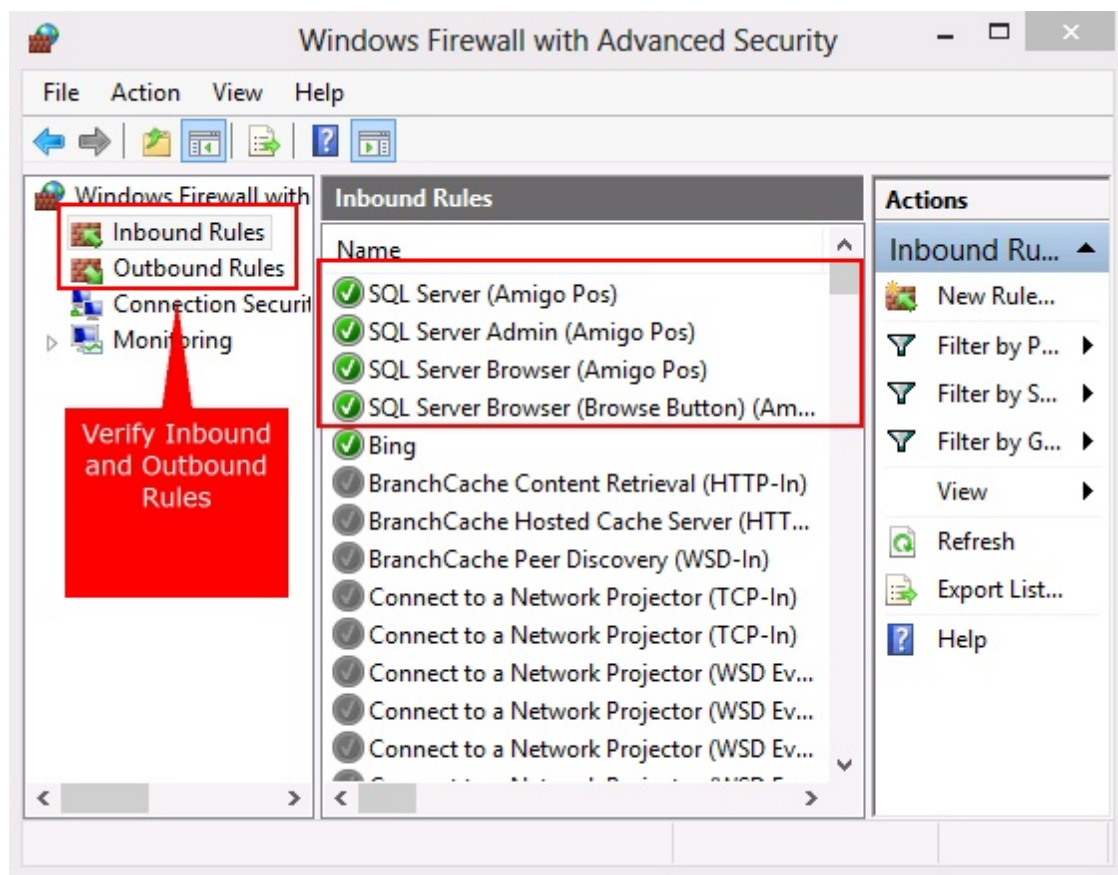 Windows Firewall with Advanced Security
File Action View Help
Windows Firewall with
Inbound Rules
Outbound Rules
Connection Securit
Monitoring
Verify Inbound
and Outbound
Rules
Inbound Rules
Name
SQL Server (Amigo Pos)
SQL Server Admin (Amigo Pos)
SQL Server Browser (Amigo Pos)
SQL Server Browser (Browse Button) (Am...
Bing
BranchCache Content Retrieval (HTTP-In)
BranchCache Hosted Cache Server (HTT...
BranchCache Peer Discovery (WSD-In)
Connect to a Network Projector (TCP-In)
Connect to a Network Projector (TCP-In)
Connect to a Network Projector (WSD Ev...
Connect to a Network Projector (WSD Ev...
Connect to a Network Projector (WSD Ev...
Actions
Inbound Ru...
New Rule...
Filter by P...
Filter by S...
Filter by G...
View
Refresh
Export List...
Help